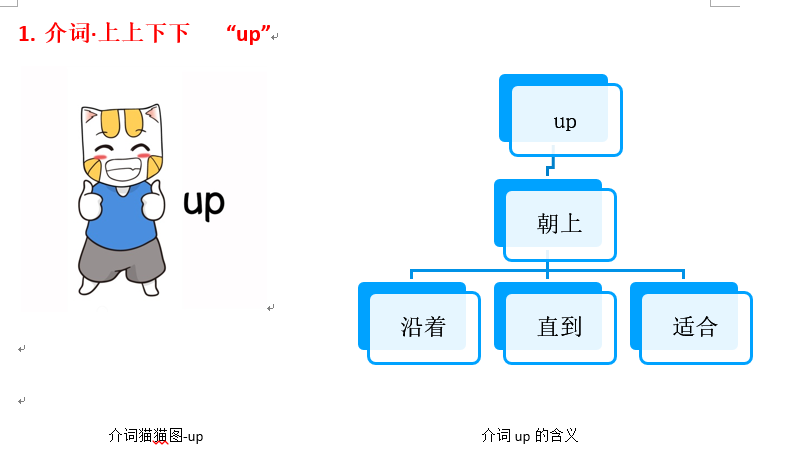 1. 介词·上上下下 “up”
up
up
朝上
沿着 直到 适合
介词猫猫图-up 介词 up 的含义